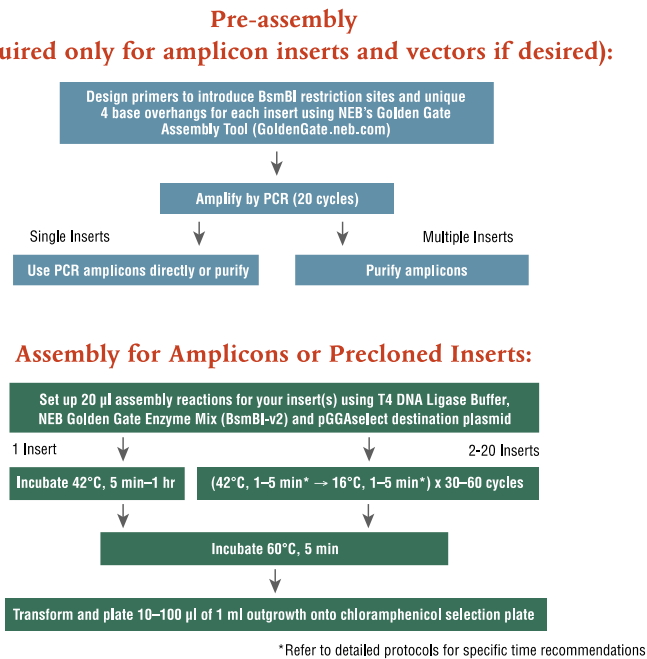 Pre-assembly
uired only for amplicon inserts and vectors if desired):
Design primers to introduce BsmBI restriction sites and unique
4 base overhangs for each insert using NEB's Golden Gate
Assembly Tool (GoldenGate.neb.com)
Amplify by PCR (20 cycles)
Single Inserts
Multiple Inserts
Use PCR amplicons directly or purify
Purify amplicons
Assembly for Amplicons or Precloned Inserts:
Set up 20 µl assembly reactions for your insert(s) using T4 DNA Ligase Buffer,
NEB Golden Gate Enzyme Mix (BsmBI-v2) and pGGAselect destination plasmid
1 Insert
2-20 Inserts
Incubate 42°C, 5 min–1 hr
(42°C, 1–5 min* → 16°C, 1–5 min*) x 30–60 cycles
Incubate 60°C, 5 min
Transform and plate 10–100 µl of 1 ml outgrowth onto chloramphenicol selection plate
*Refer to detailed protocols for specific time recommendations